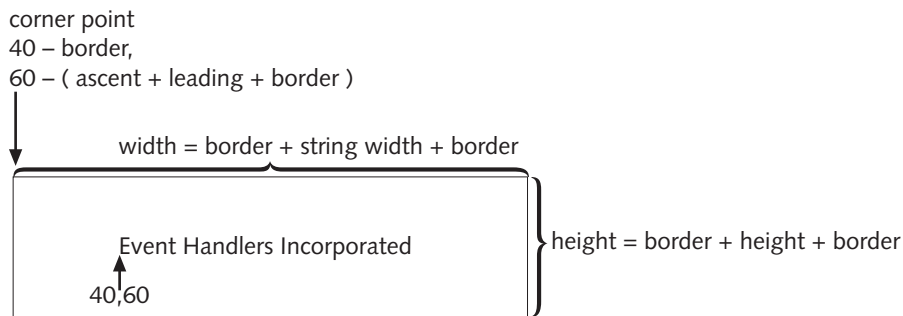 corner point
40 – border,
60 – ( ascent + leading + border )
width = border + string width + border
Event Handlers Incorporated
height = border + height + border
40,60